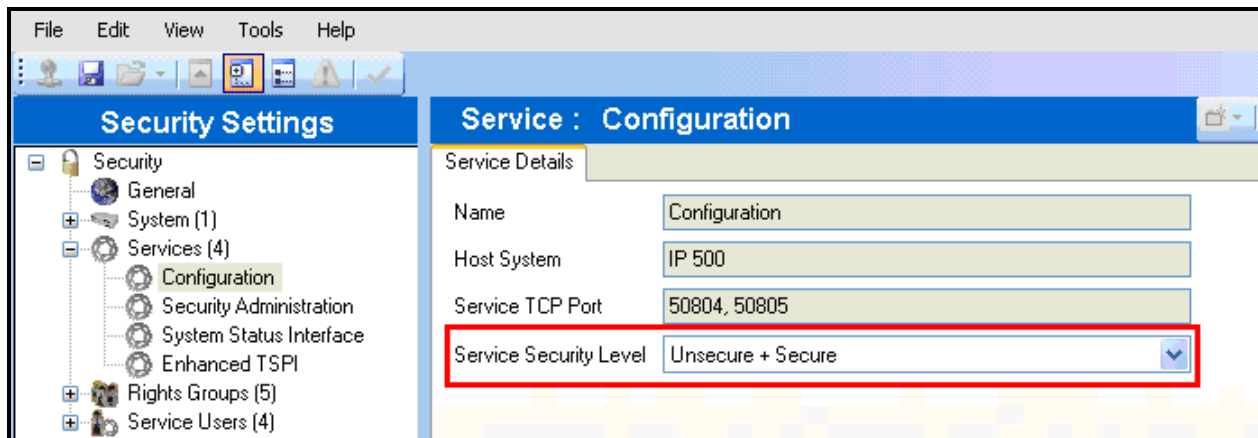 File Edit View Tools Help
Security Settings
Security
General
System (1)
Services (4)
Configuration
Security Administration
System Status Interface
Enhanced TSPI
Rights Groups (5)
Service Users (4)
Service : Configuration
Service Details
Name Configuration
Host System IP 500
Service TCP Port 50804, 50805
Service Security Level Unsecure + Secure